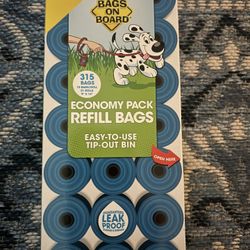 BAGS ON
BOARD
315
BAGS
ECONOMY PACK
REFILL BAGS
EASY-TO-USE
TIP-OUT BIN
OPEN HERE
LEAK
PROOF